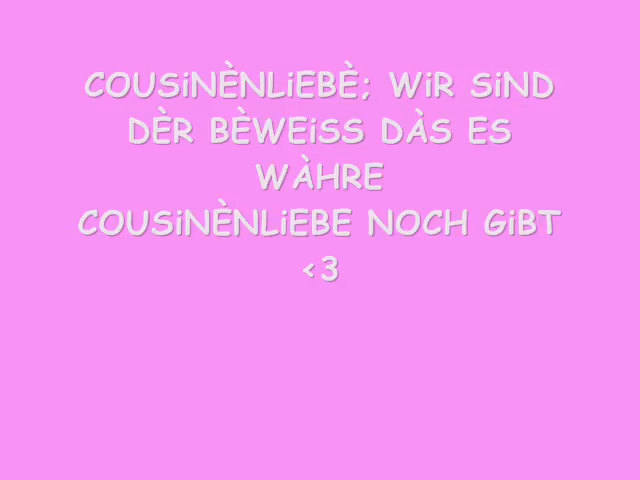 COUSiNÈNLiEBÈ; WiR SiND
DÈR BÈWEiSS DÀS ES
WÀHRE
COUSiNÈNLiEBE NOCH GiBT
<3